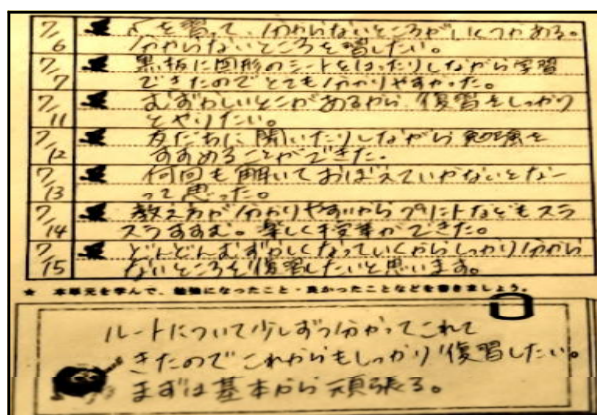 7/6 √を習って、分からないところがいくつかある。
分からないところを習したい。
7/7 黒板に図形のシートをはったりしながら学習
できたのでとても分かりやすかった。
7/11 むずかしいとこがあるから、復習をしっかり
とやりたい。
7/12 友だちに聞いたりしながら勉強を
すすめることができた。
7/13 何回も解いておぼえていかないとなー
って思った。
7/14 教え方が分かりやすいからプリントなどもスラ
スラすすむ。楽しく授業ができた。
7/15 どんどんむずかしくなっていくからしっかり分から
ないところを復習したいと思います。
★ 本単元を学んで、勉強になったこと・良かったことなどを書きましょう。
ルートについて少しずつ分かってこれて
きたのでこれからもしっかり復習したい。
まずは基本から頑張る。